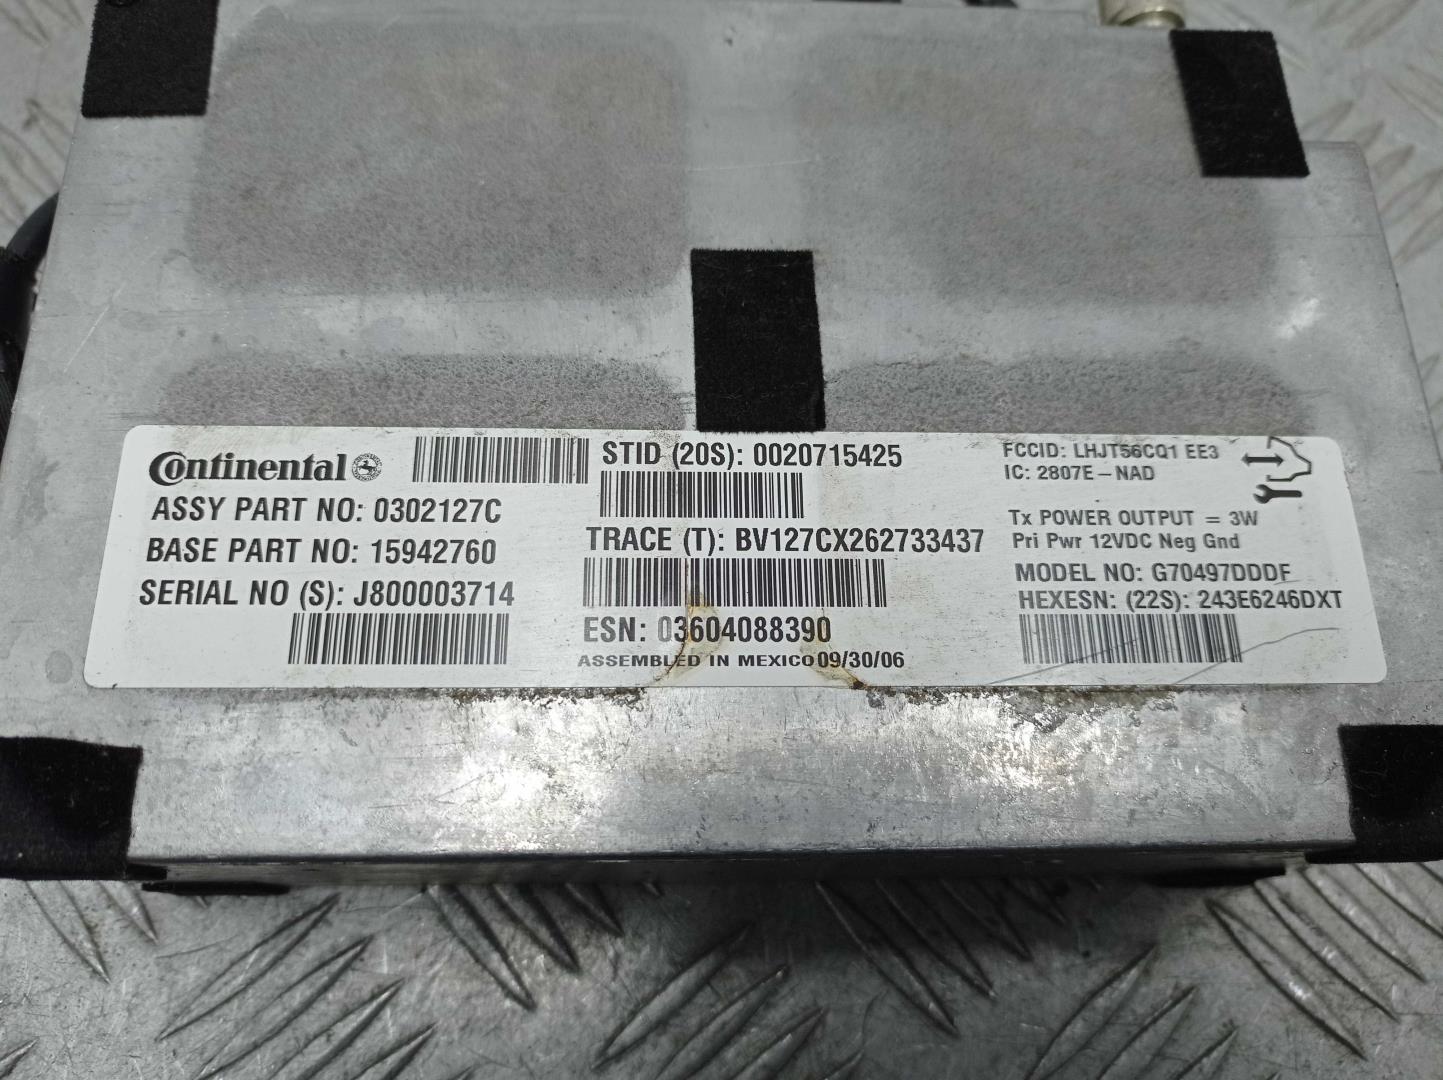 Continental
ASSY PART NO: 0302127C
BASE PART NO: 15942760
SERIAL NO (S): J800003714
STID (20S): 0020715425
TRACE (T): BV127CX262733437
ESN: 03604088390
ASSEMBLED IN MEXICO 09/30/06
FCCID: LHJT56CQ1 EE3
IC: 2807E-NAD
Tx POWER OUTPUT = 3W
Pri Pwr 12VDC Neg Gnd
MODEL NO: G70497DDDF
HEXESN: (22S): 243E6246DXT